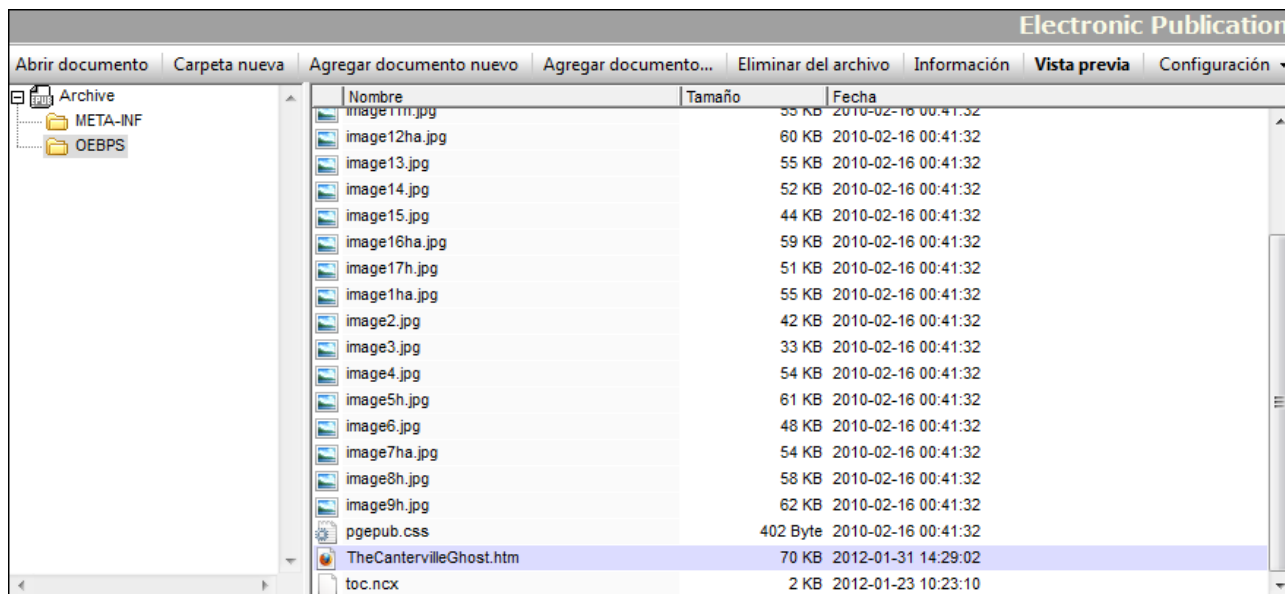 Electronic Publication
Abrir documento Carpeta nueva Agregar documento nuevo Agregar documento... Eliminar del archivo Información Vista previa Configuración
Archive
META-INF
OEBPS
Nombre Tamaño Fecha
image11h.jpg 55 KB 2010-02-16 00:41:32
image12ha.jpg 60 KB 2010-02-16 00:41:32
image13.jpg 55 KB 2010-02-16 00:41:32
image14.jpg 52 KB 2010-02-16 00:41:32
image15.jpg 44 KB 2010-02-16 00:41:32
image16ha.jpg 59 KB 2010-02-16 00:41:32
image17h.jpg 51 KB 2010-02-16 00:41:32
image1ha.jpg 55 KB 2010-02-16 00:41:32
image2.jpg 42 KB 2010-02-16 00:41:32
image3.jpg 33 KB 2010-02-16 00:41:32
image4.jpg 54 KB 2010-02-16 00:41:32
image5h.jpg 61 KB 2010-02-16 00:41:32
image6.jpg 48 KB 2010-02-16 00:41:32
image7ha.jpg 54 KB 2010-02-16 00:41:32
image8h.jpg 58 KB 2010-02-16 00:41:32
image9h.jpg 62 KB 2010-02-16 00:41:32
pgepub.css 402 Byte 2010-02-16 00:41:32
TheCantervilleGhost.htm 70 KB 2012-01-31 14:29:02
toc.ncx 2 KB 2012-01-23 10:23:10